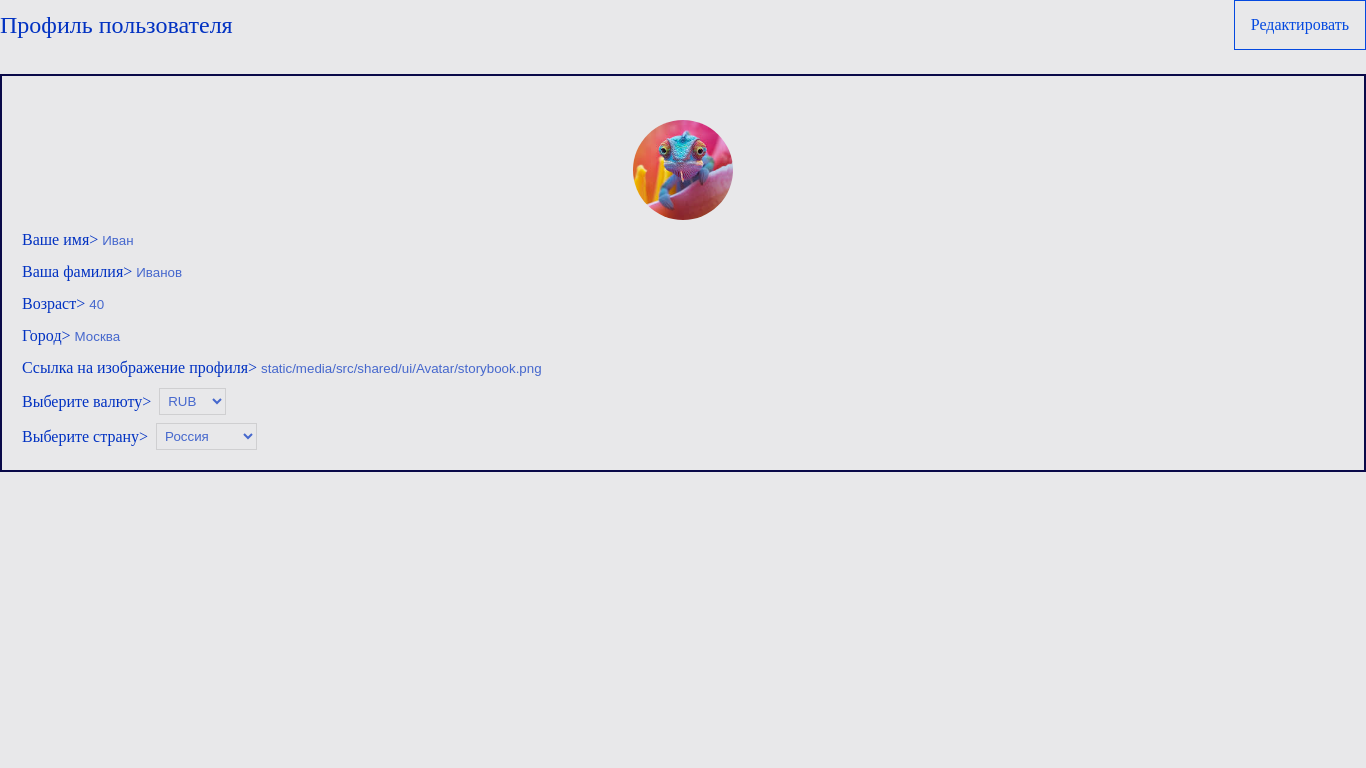 Профиль пользователя
Редактировать
Ваше имя> Иван
Ваша фамилия> Иванов
Возраст> 40
Город> Москва
Ссылка на изображение профиля> static/media/src/shared/ui/Avatar/storybook.png
Выберите валюту> RUB
Выберите страну> Россия